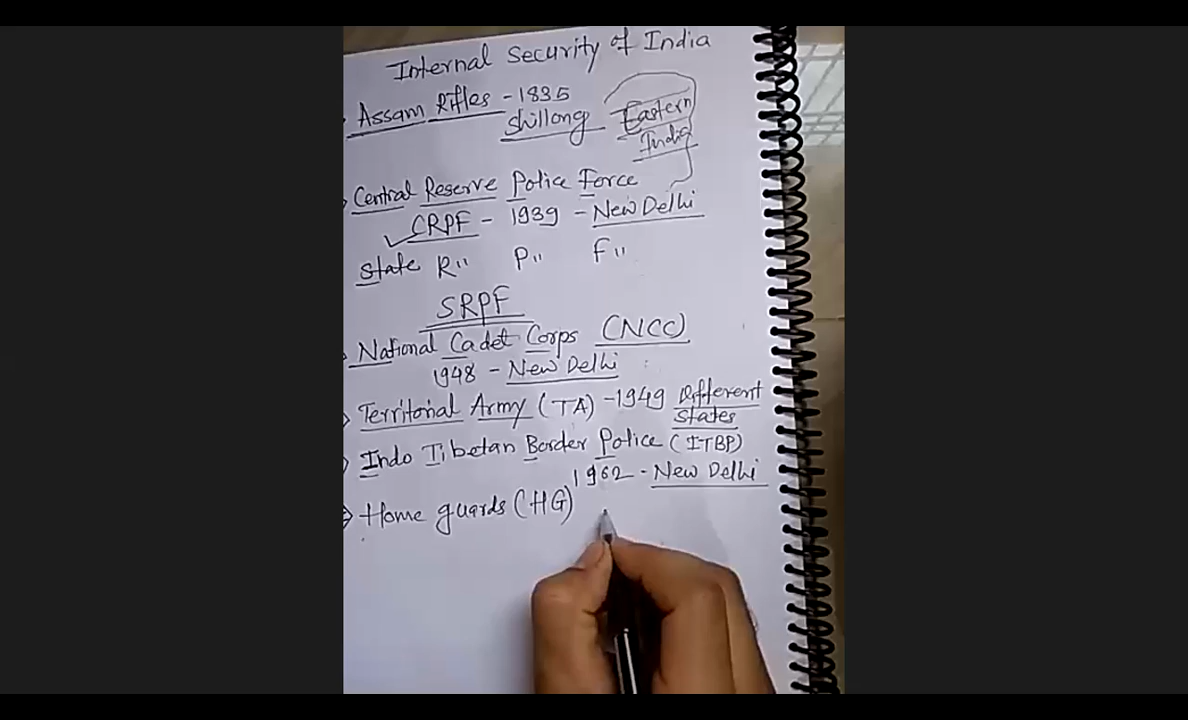 Internal Security of India
Assam Rifles - 1835
Shillong Eastern India
Central Reserve Police Force
CRPF - 1939 - New Delhi
State R" P" F"
SRPF
National Cadet Corps (NCC)
1948 - New Delhi
Territorial Army (TA) - 1949 Different
States
Indo Tibetan Border Police (ITBP)
1962 - New Delhi
Home guards (HG)